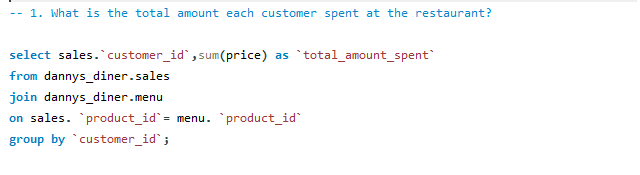 -- 1. What is the total amount each customer spent at the restaurant?
select sales.`customer_id`,sum(price) as `total_amount_spent`
from dannys_diner.sales
join dannys_diner.menu
on sales. `product_id`= menu. `product_id`
group by `customer_id`;